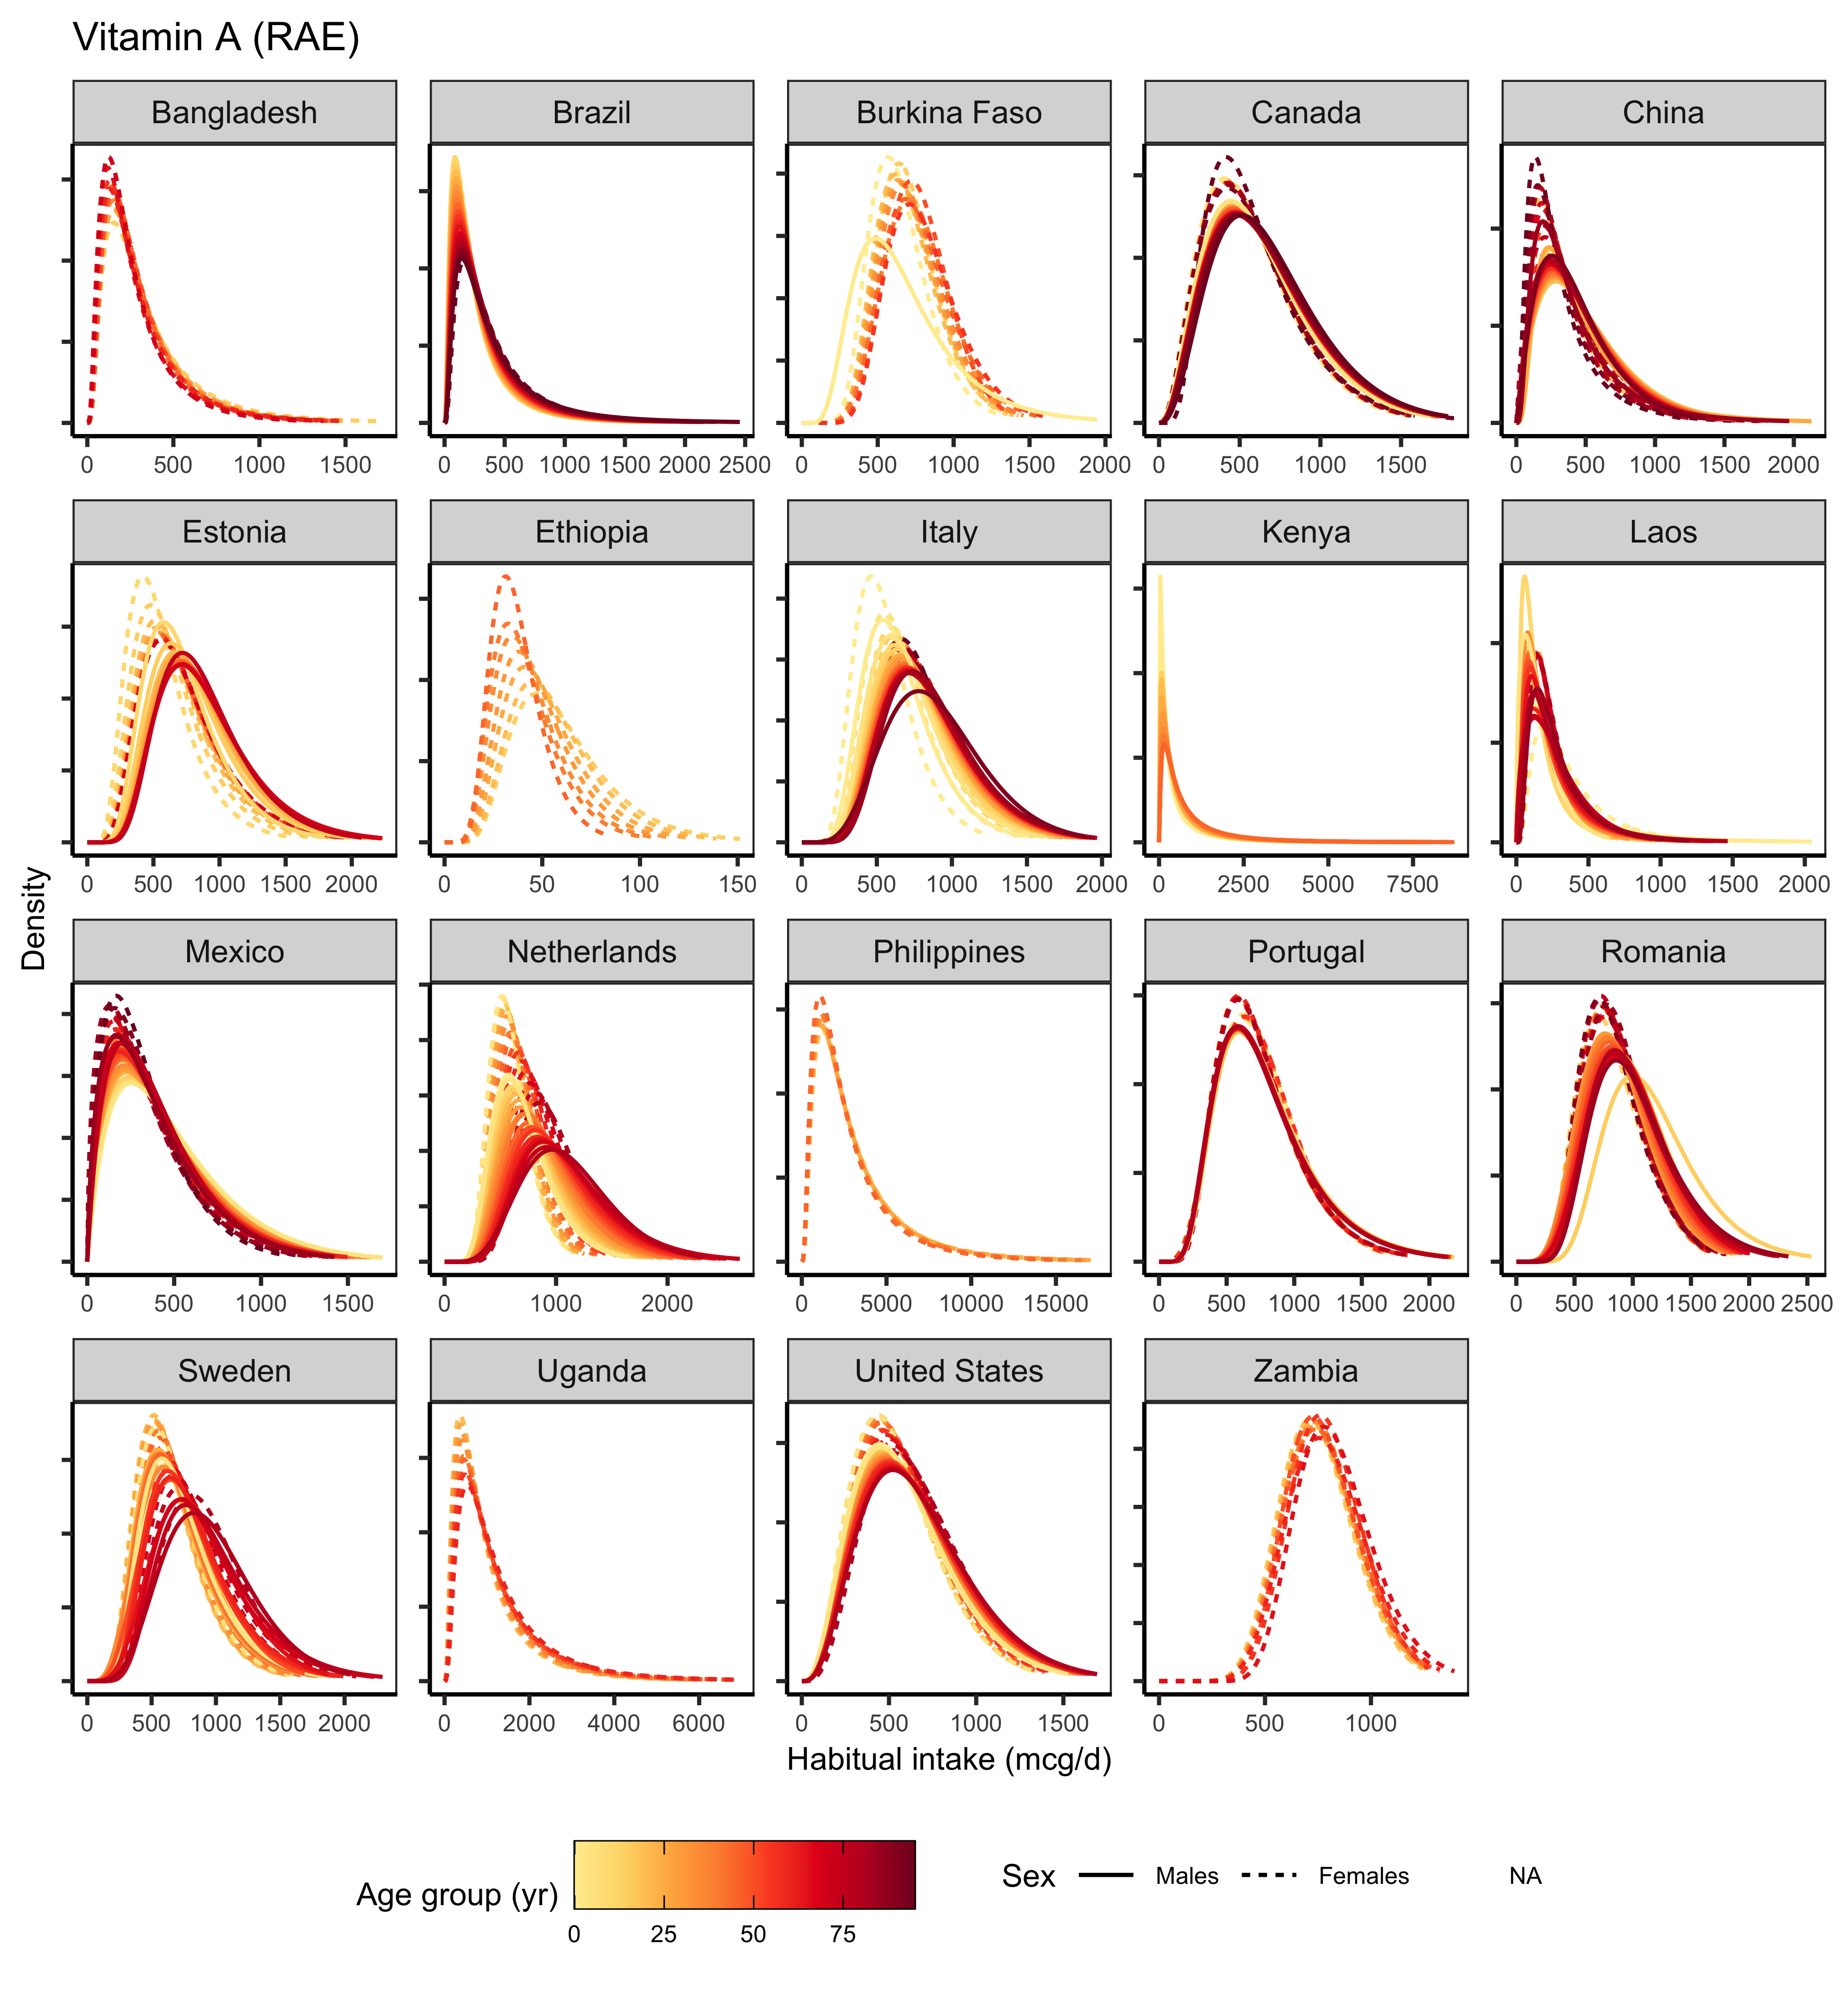 Vitamin A (RAE)
Bangladesh Brazil Burkina Faso Canada China
0 500 1000 1500 0 500 1000 1500 2000 2500 0 500 1000 1500 2000 0 500 1000 1500 0 500 1000 1500 2000
Estonia Ethiopia Italy Kenya Laos
0 500 1000 1500 2000 0 50 100 150 0 500 1000 1500 2000 0 2500 5000 7500 0 500 1000 1500 2000
Density
Mexico Netherlands Philippines Portugal Romania
0 500 1000 1500 0 1000 2000 0 5000 10000 15000 0 500 1000 1500 2000 0 500 1000 1500 2000 2500
Sweden Uganda United States Zambia
0 500 1000 1500 2000 0 2000 4000 6000 0 500 1000 1500 0 500 1000
Habitual intake (mcg/d)
Age group (yr) Sex Males Females NA
0 25 50 75